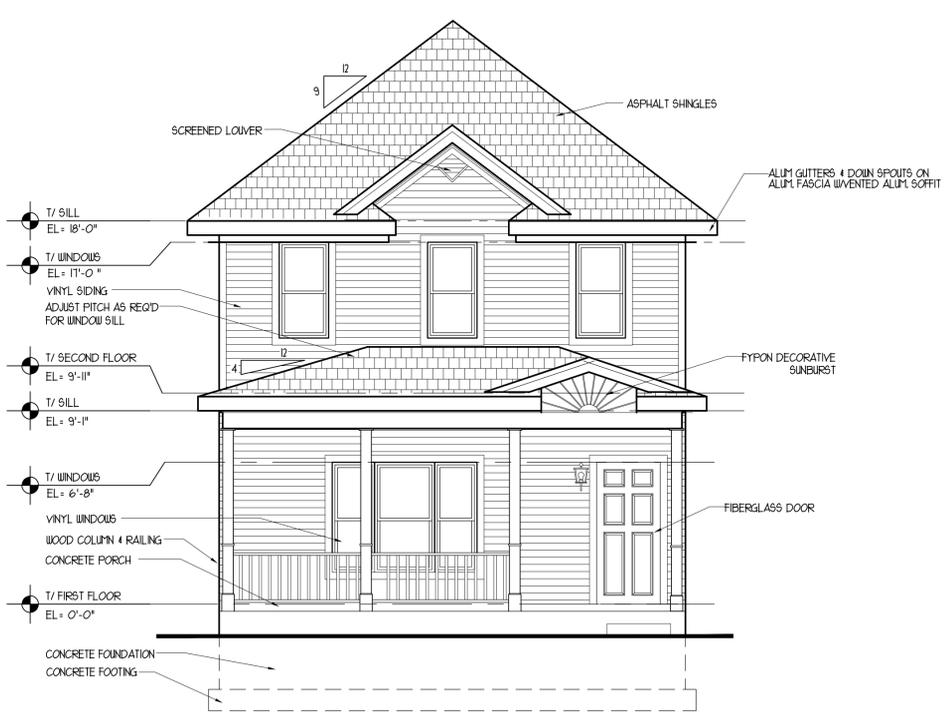 12
9
ASPHALT SHINGLES
SCREENED LOUVER
ALUM GUTTERS & DOWN SPOUTS ON
ALUM. FASCIA W/VENTED ALUM. SOFFIT
T/ SILL
EL= 18'-0"
T/ WINDOWS
EL= 17'-0 "
VINYL SIDING
ADJUST PITCH AS REQ'D
FOR WINDOW SILL
12
4
T/ SECOND FLOOR
EL= 9'-11"
FYPON DECORATIVE
SUNBURST
T/ SILL
EL= 9'-1"
T/ WINDOWS
EL= 6'-8"
FIBERGLASS DOOR
VINYL WINDOWS
WOOD COLUMN & RAILING
CONCRETE PORCH
T/ FIRST FLOOR
EL= 0'-0"
CONCRETE FOUNDATION
CONCRETE FOOTING